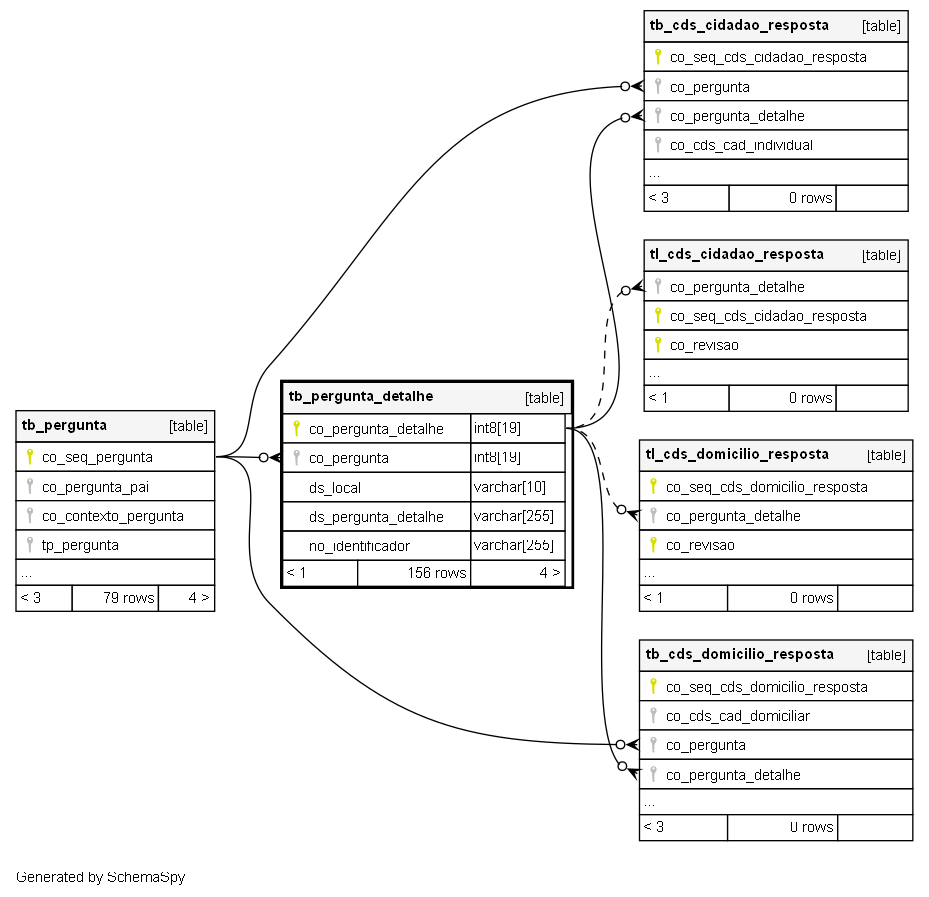 tb_cds_cidadao_resposta [table]
co_seq_cds_cidadao_resposta
co_pergunta
co_pergunta_detalhe
co_cds_cad_individual
...
< 3 0 rows
tl_cds_cidadao_resposta [table]
co_pergunta_detalhe
co_seq_cds_cidadao_resposta
co_revisao
...
< 1 0 rows
tb_pergunta_detalhe [table]
co_pergunta_detalhe int8[19]
co_pergunta int8[19]
ds_local varchar[10]
ds_pergunta_detalhe varchar[255]
no_identificador varchar[255]
< 1 156 rows 4 >
tb_pergunta [table]
co_seq_pergunta
co_pergunta_pai
co_contexto_pergunta
tp_pergunta
...
< 3 79 rows 4 >
tl_cds_domicilio_resposta [table]
co_seq_cds_domicilio_resposta
co_pergunta_detalhe
co_revisao
...
< 1 0 rows
tb_cds_domicilio_resposta [table]
co_seq_cds_domicilio_resposta
co_cds_cad_domiciliar
co_pergunta
co_pergunta_detalhe
...
< 3 0 rows
Generated by SchemaSpy